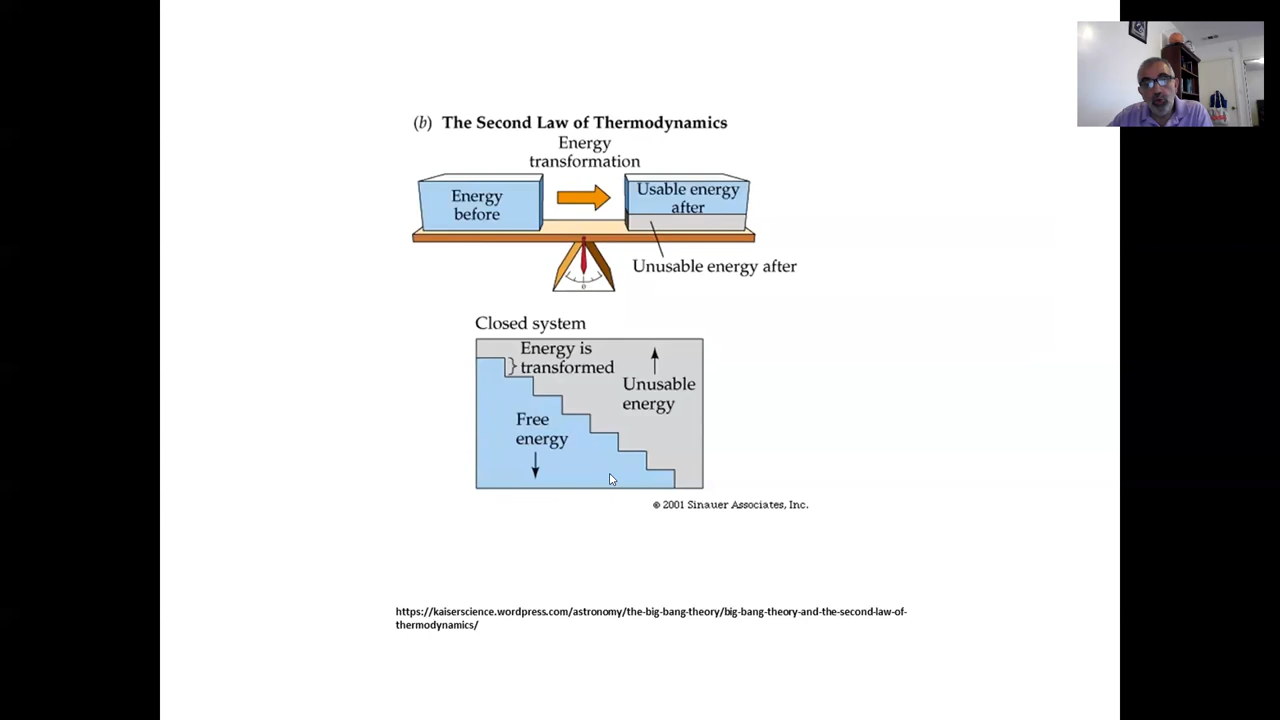 (b) The Second Law of Thermodynamics
Energy
transformation
Energy
before
Usable energy
after
Unusable energy after
Closed system
Energy is
transformed
Unusable
energy
Free
energy
© 2001 Sinauer Associates, Inc.
https://kaiserscience.wordpress.com/astronomy/the-big-bang-theory/big-bang-theory-and-the-second-law-of-
thermodynamics/